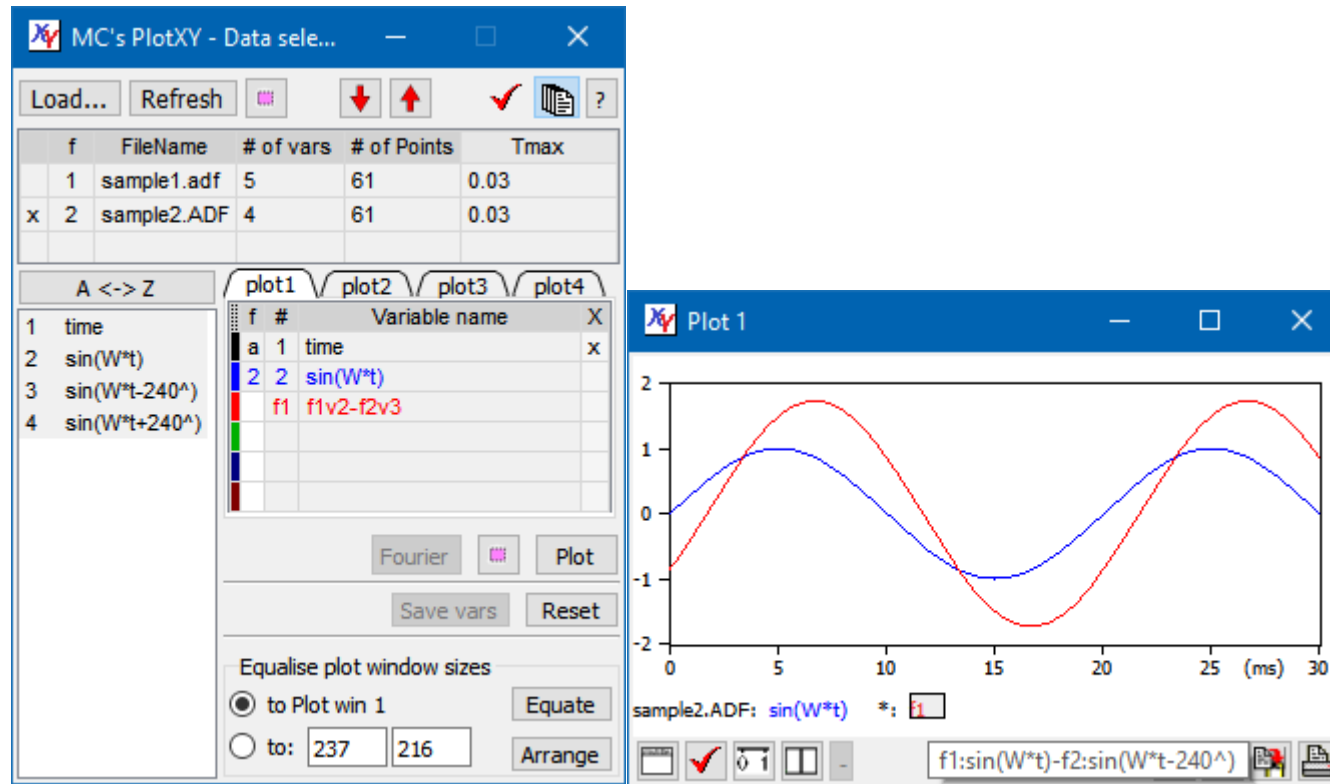 MC's PlotXY - Data sele...
Load... Refresh ?
f FileName # of vars # of Points Tmax
1 sample1.adf 5 61 0.03
x 2 sample2.ADF 4 61 0.03
A <-> Z
1 time
2 sin(W*t)
3 sin(W*t-240^)
4 sin(W*t+240^)
plot1 plot2 plot3 plot4
f # Variable name X
a 1 time x
2 2 sin(W*t)
f1 f1v2-f2v3
Fourier Plot
Save vars Reset
Equalise plot window sizes
to Plot win 1 Equate
to: 237 216 Arrange
XY Plot 1
2
1
0
-1
-2
0 5 10 15 20 25 (ms) 30
sample2.ADF: sin(W*t) *: f1
0 1 - f1:sin(W*t)-f2:sin(W*t-240^)